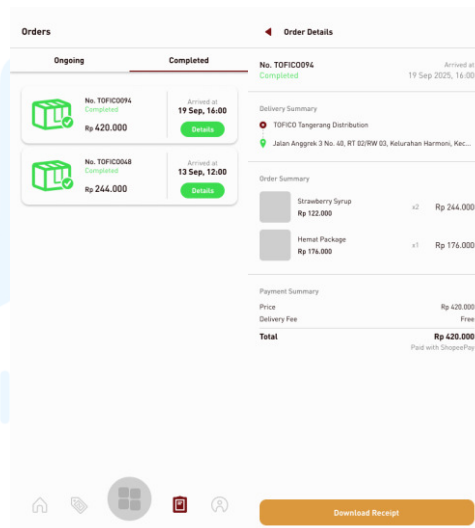 Orders
Ongoing Completed
No. TOFICO094
Completed
Rp 420.000
Arrived at
19 Sep, 16:00
Details
No. TOFICO048
Completed
Rp 244.000
Arrived at
13 Sep, 12:00
Details
Order Details
No. TOFICO094
Completed
Arrived at
19 Sep 2025, 16:00
Delivery Summary
TOFICO Tangerang Distribution
Jalan Anggrek 3 No. 40, RT 02/RW 03, Kelurahan Harmoni, Kec...
Order Summary
Strawberry Syrup
Rp 122.000
x2 Rp 244.000
Hemat Package
Rp 176.000
x1 Rp 176.000
Payment Summary
Price Rp 420.000
Delivery Fee Free
Total Rp 420.000
Paid with ShopeePay
Download Receipt